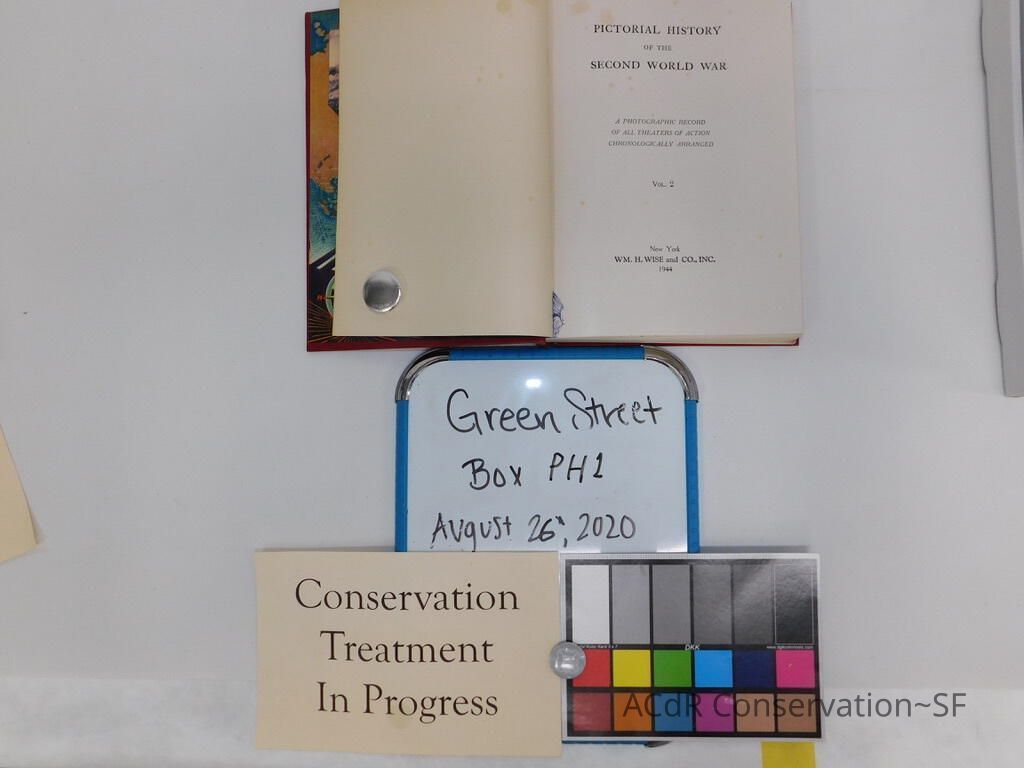 PICTORIAL HISTORY
OF THE
SECOND WORLD WAR
A PHOTOGRAPHIC RECORD
OF ALL THEATERS OF ACTION
CHRONOLOGICALLY ARRANGED
VOL. 2
New York
WM. H. WISE and CO., INC.
1944
Green Street
Box PH1
August 26th, 2020
Conservation
Treatment
In Progress
DKK
ACdR Conservation~SF